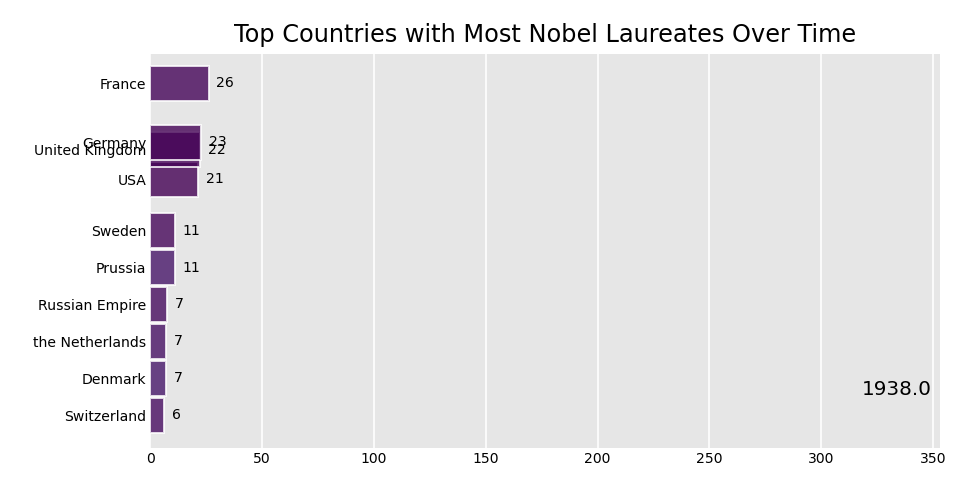 Top Countries with Most Nobel Laureates Over Time
France 26
Germany 23
United Kingdom 22
USA 21
Sweden 11
Prussia 11
Russian Empire 7
the Netherlands 7
Denmark 7
1938.0
Switzerland 6
0 50 100 150 200 250 300 350